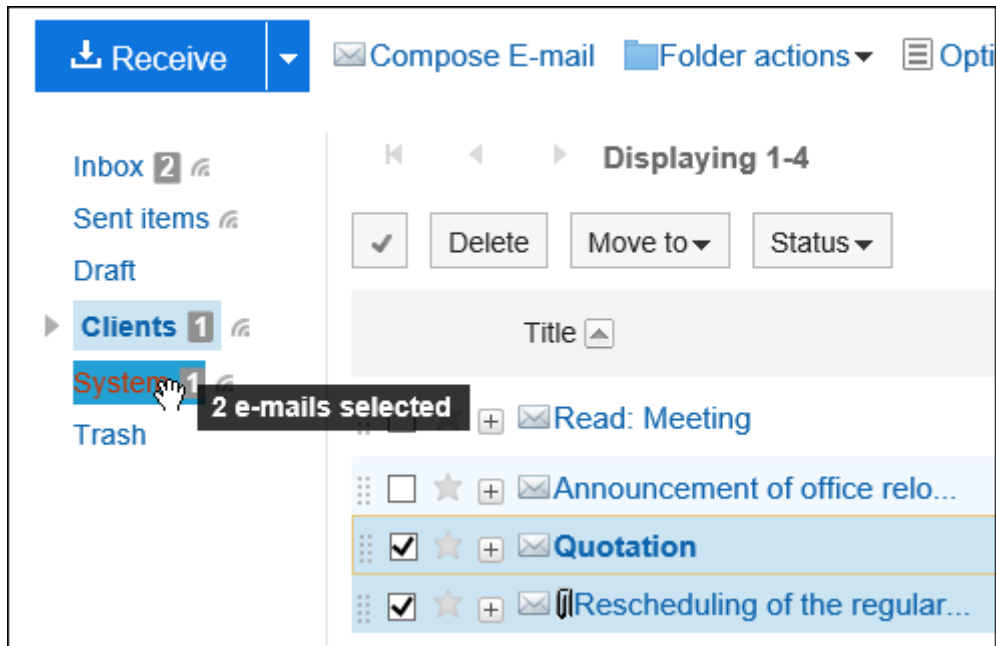 Receive Compose E-mail Folder actions Opti
Inbox 2
Sent items
Draft
Clients 1
System 1
Trash
Displaying 1-4
Delete Move to Status
Title
2 e-mails selected
Read: Meeting
Announcement of office relo...
Quotation
Rescheduling of the regular...